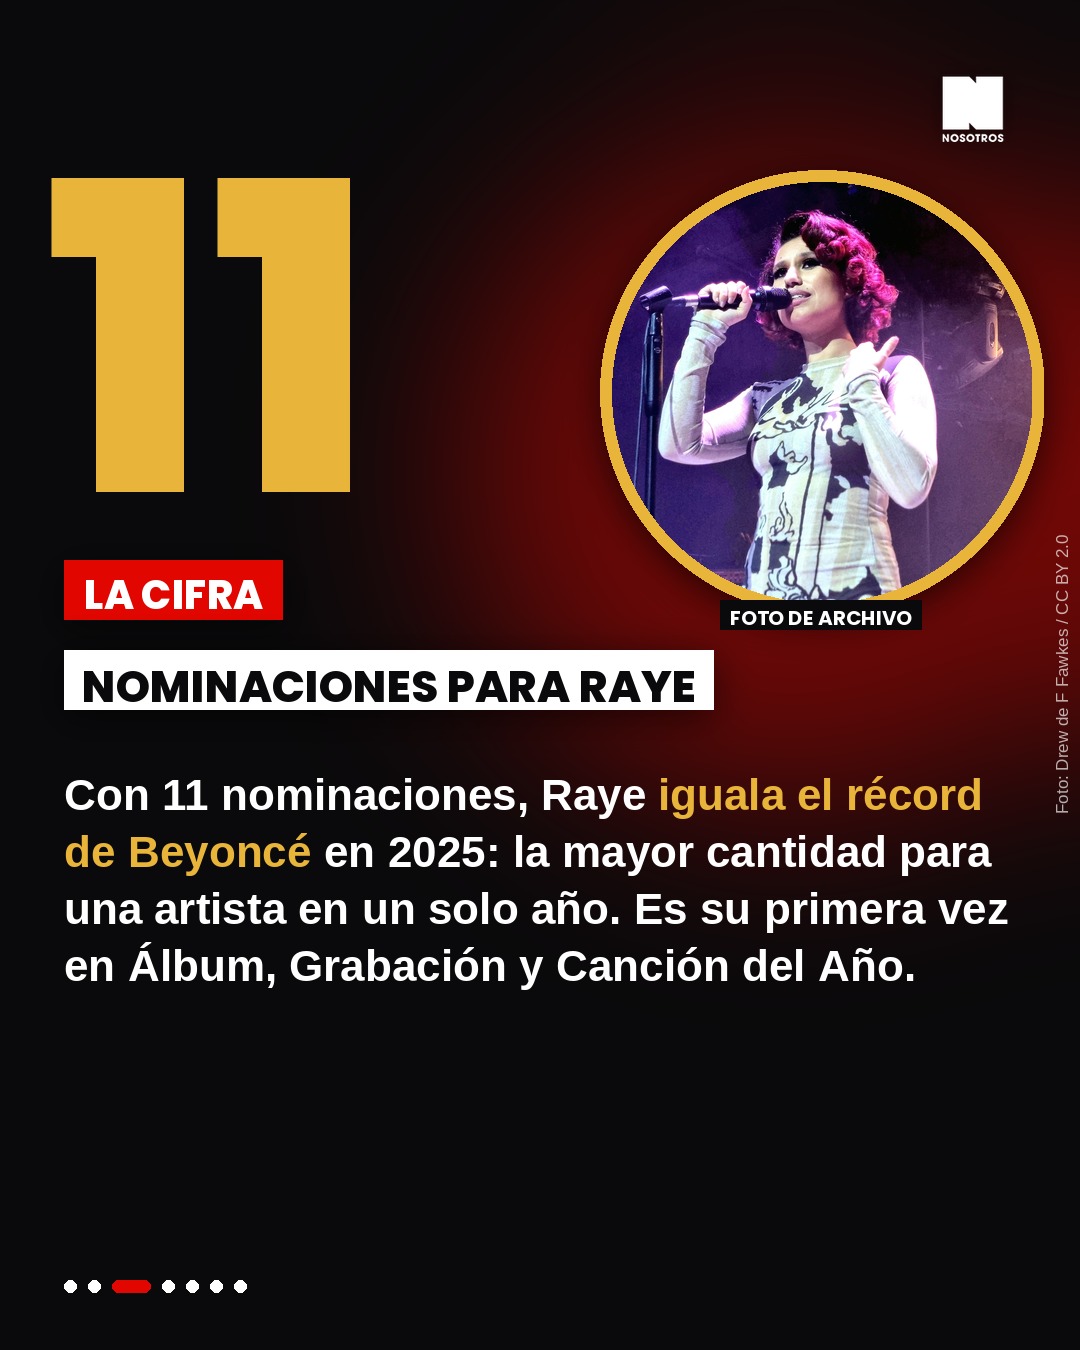 NOSOTROS
11
FOTO DE ARCHIVO
LA CIFRA
NOMINACIONES PARA RAYE
Con 11 nominaciones, Raye iguala el récord
de Beyoncé en 2025: la mayor cantidad para
una artista en un solo año. Es su primera vez
en Álbum, Grabación y Canción del Año.
Foto: Drew de F Fawkes / CC BY 2.0